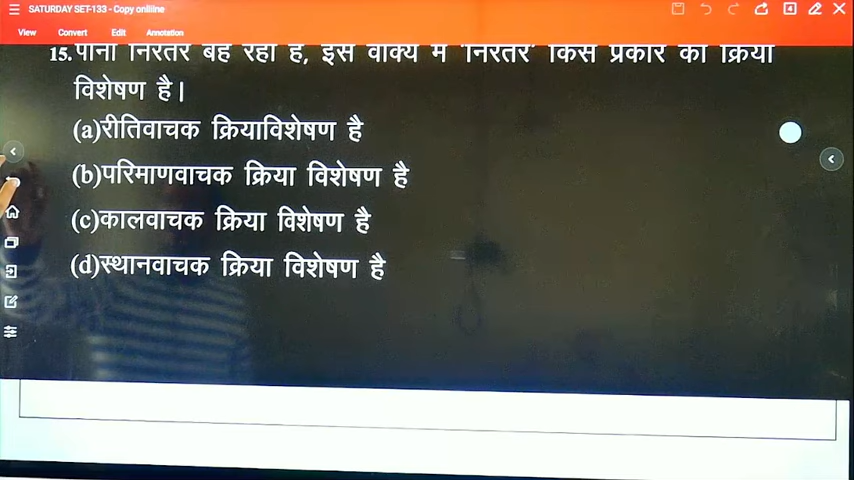 SATURDAY SET-133 - Copy onliine
View Convert Edit Annotation
15. पानी निरंतर बह रहा है, इस वाक्य में 'निरंतर' किस प्रकार का क्रिया
विशेषण है।
(a)रीतिवाचक क्रियाविशेषण है
(b)परिमाणवाचक क्रिया विशेषण है
(c)कालवाचक क्रिया विशेषण है
(d)स्थानवाचक क्रिया विशेषण है